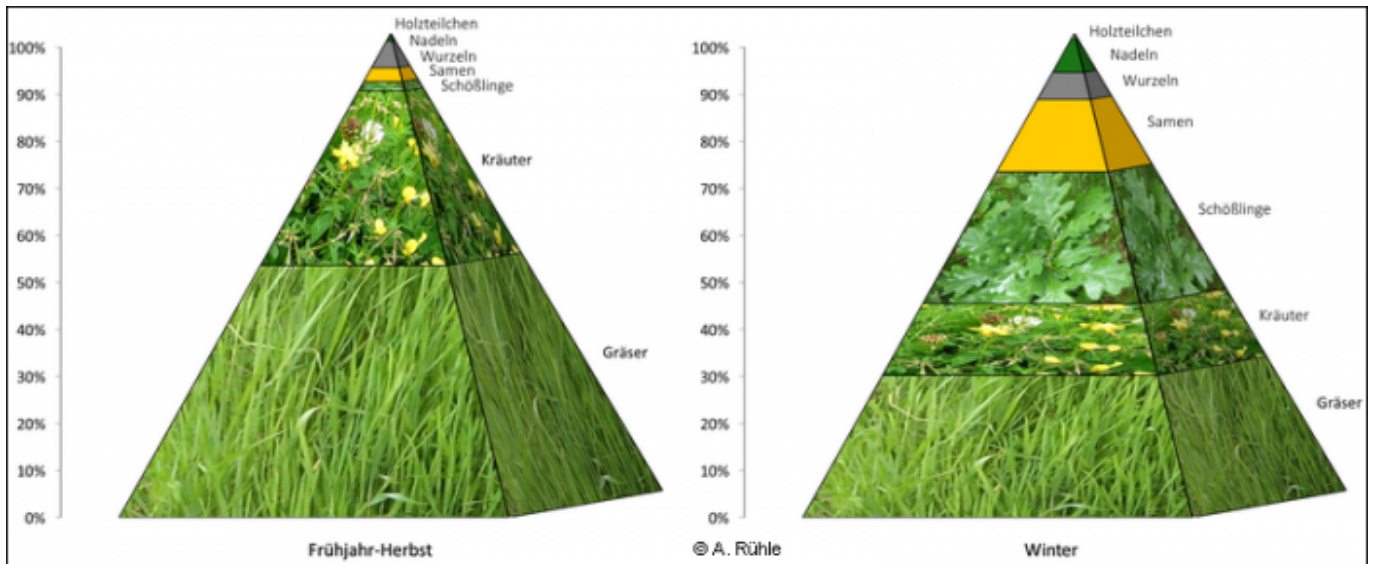 Holzteilchen
Nadeln
Wurzeln
Samen
Schößlinge
Kräuter
Gräser
100%
90%
80%
70%
60%
50%
40%
30%
20%
10%
0%
Frühjahr-Herbst
© A. Rühle
Holzteilchen
Nadeln
Wurzeln
Samen
Schößlinge
Kräuter
Gräser
100%
90%
80%
70%
60%
50%
40%
30%
20%
10%
0%
Winter